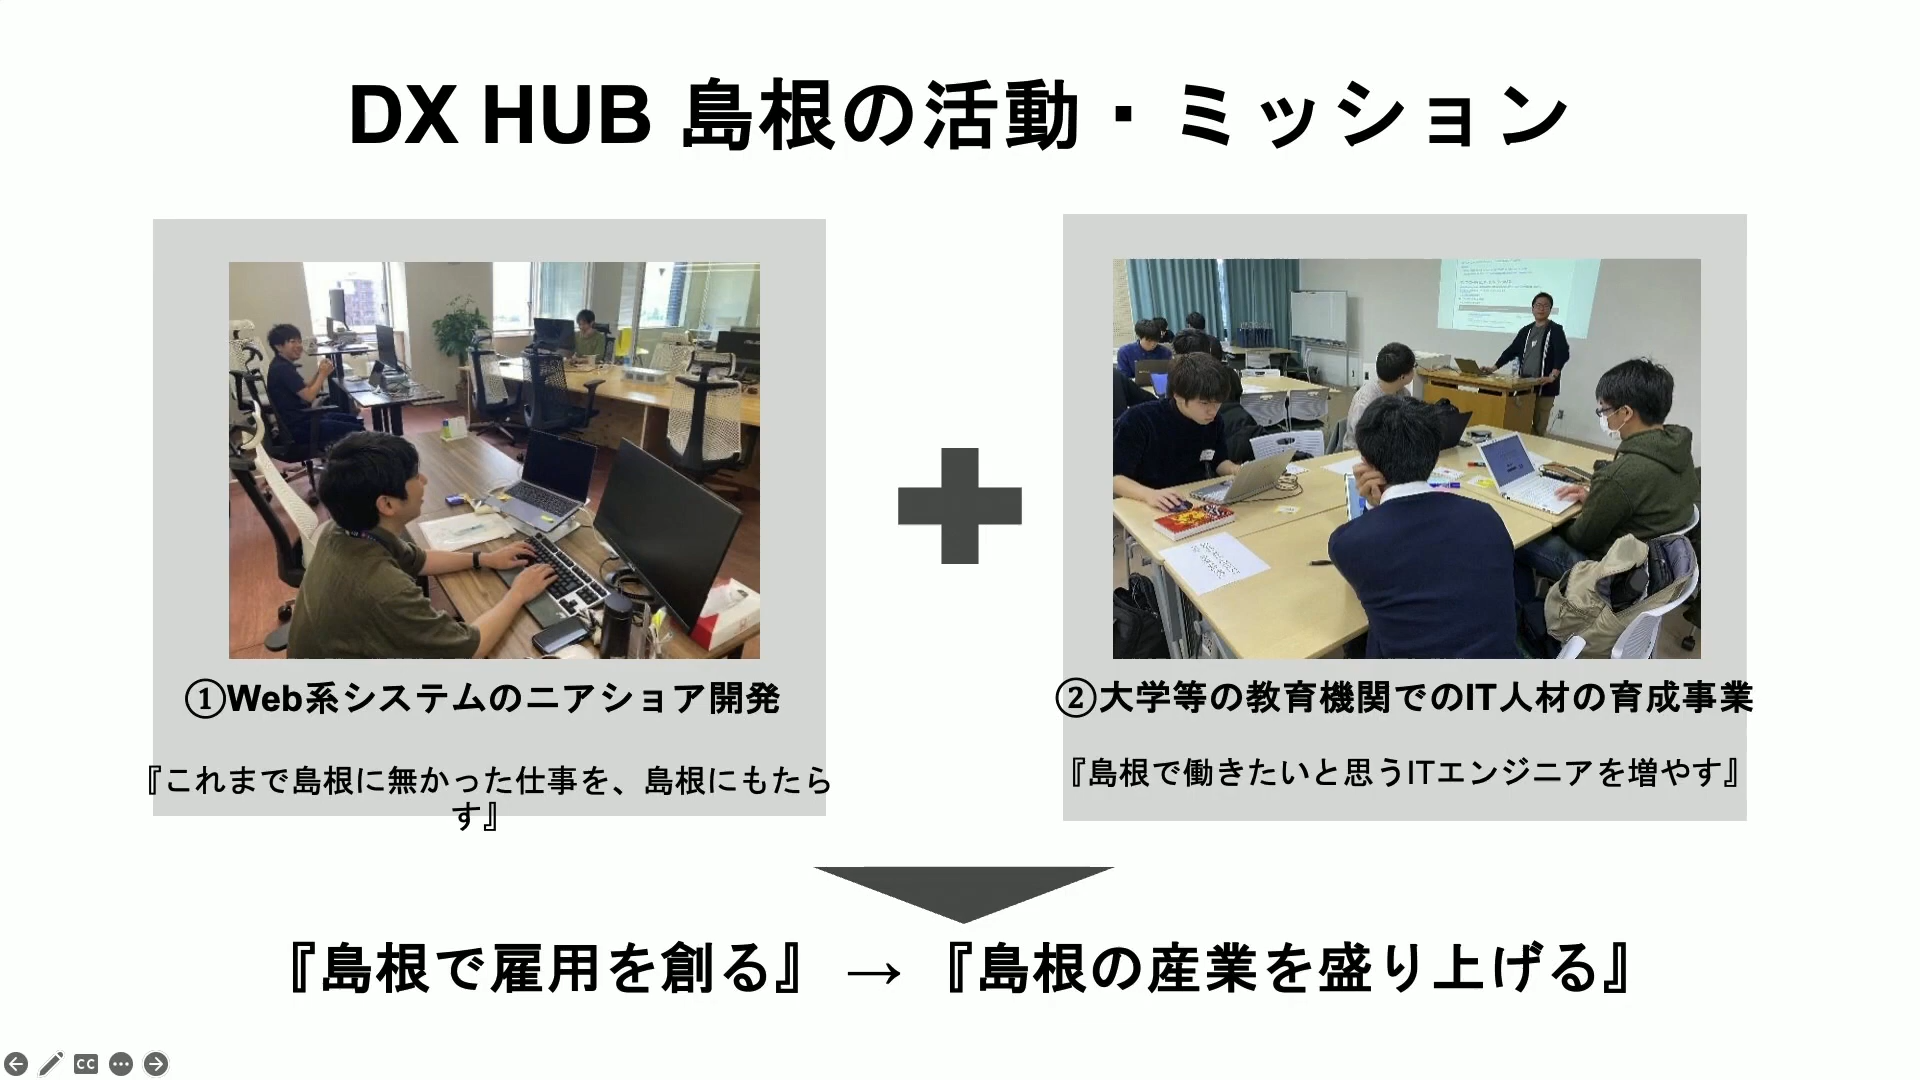 DX HUB 島根の活動・ミッション
①Web系システムのニアショア開発
『これまで島根に無かった仕事を、島根にもたら
す』
②大学等の教育機関でのIT人材の育成事業
『島根で働きたいと思うITエンジニアを増やす』
『島根で雇用を創る』 → 『島根の産業を盛り上げる』
CC